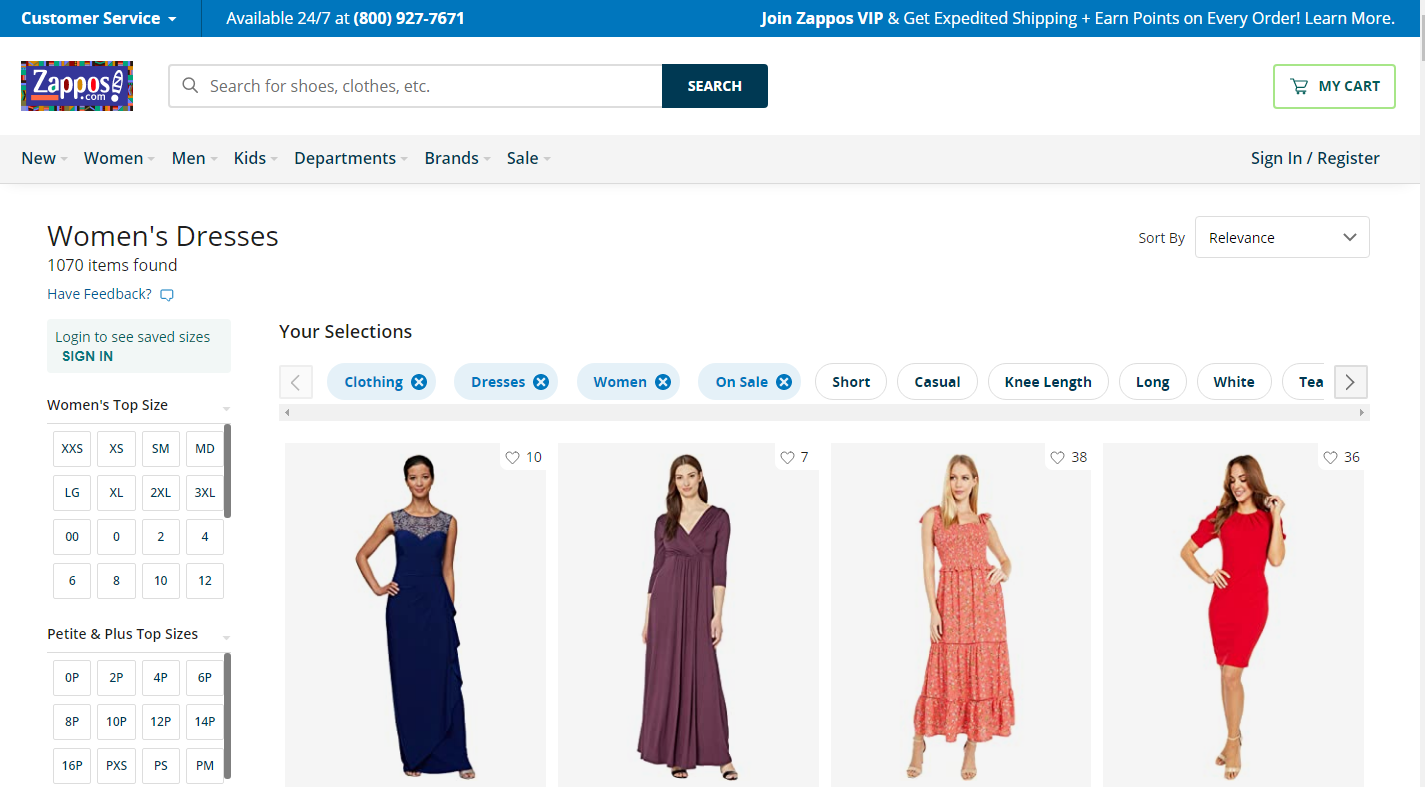 Customer Service
Available 24/7 at (800) 927-7671
Join Zappos VIP & Get Expedited Shipping + Earn Points on Every Order! Learn More.
Zappos
.com
Search for shoes, clothes, etc.
SEARCH
MY CART
New
Women
Men
Kids
Departments
Brands
Sale
Sign In / Register
Women's Dresses
1070 items found
Have Feedback?
Sort By
Relevance
Login to see saved sizes
SIGN IN
Women's Top Size
XXS XS SM MD
LG XL 2XL 3XL
00 0 2 4
6 8 10 12
Petite & Plus Top Sizes
0P 2P 4P 6P
8P 10P 12P 14P
16P PXS PS PM
Your Selections
Clothing
Dresses
Women
On Sale
Short
Casual
Knee Length
Long
White
Tea
10
7
38
36